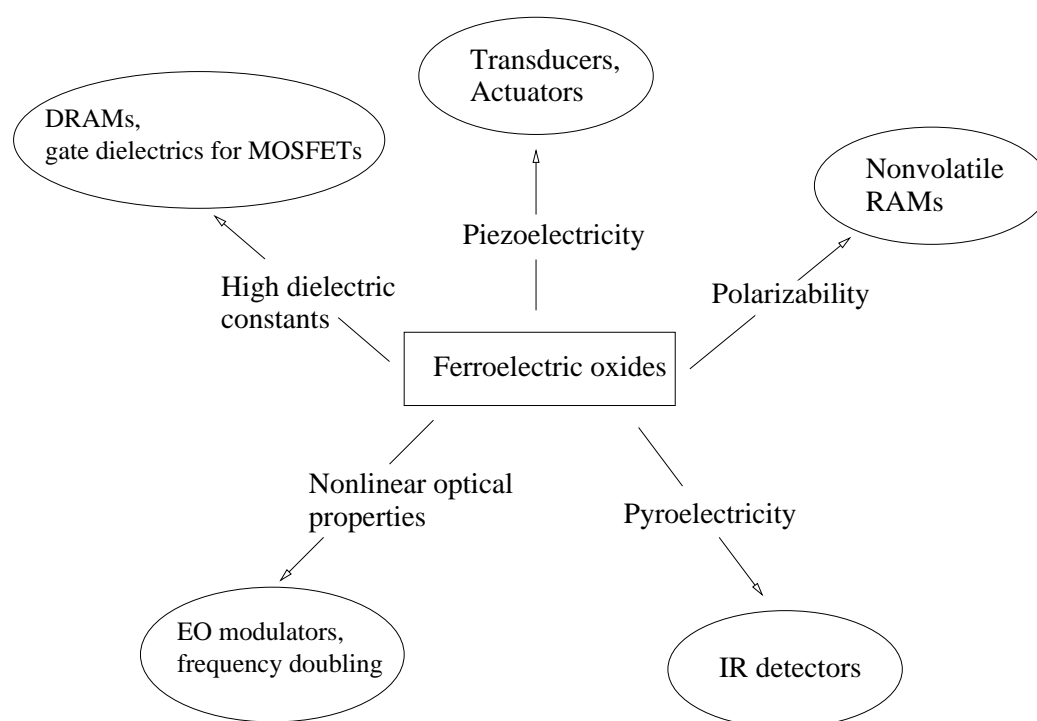 Transducers,
Actuators
DRAMs,
gate dielectrics for MOSFETs
Nonvolatile
RAMs
Piezoelectricity
High dielectric
constants
Polarizability
Ferroelectric oxides
Nonlinear optical
properties
Pyroelectricity
EO modulators,
frequency doubling
IR detectors